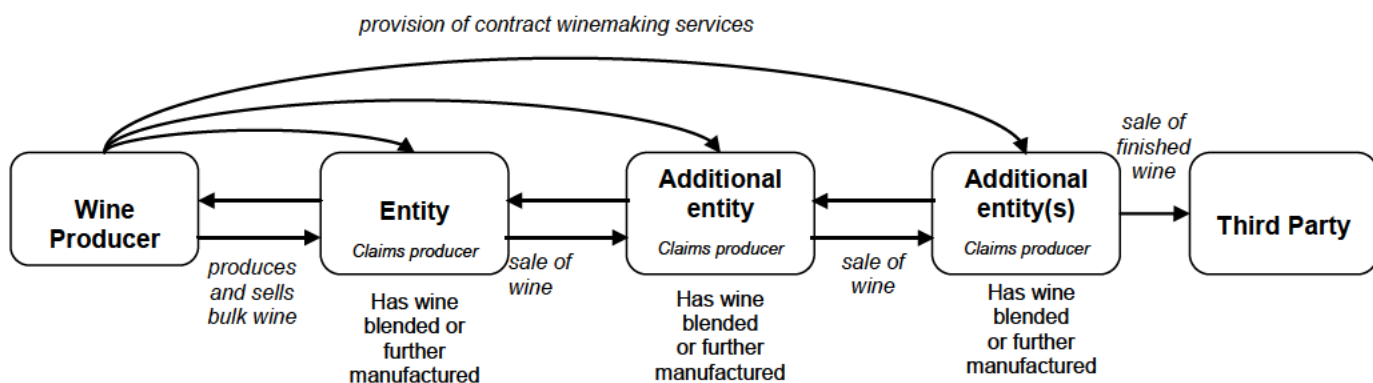 provision of contract winemaking services
Wine
Producer
produces
and sells
bulk wine
Entity
Claims producer
Has wine
blended or
further
manufactured
sale of
wine
Additional
entity
Claims producer
Has wine
blended
or further
manufactured
sale of
wine
Additional
entity(s)
Claims producer
Has wine
blended
or further
manufactured
sale of
finished
wine
Third Party